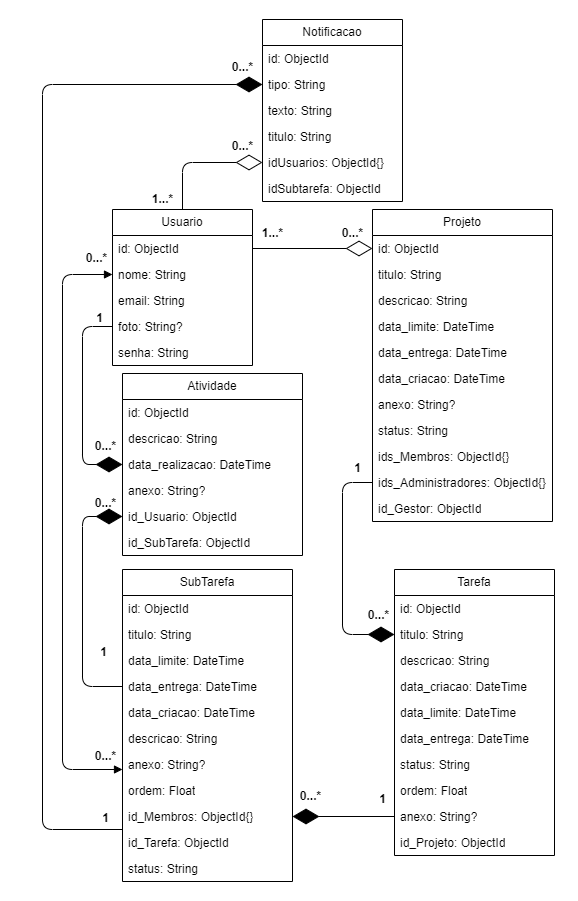 Notificacao
id: ObjectId
0...*
tipo: String
texto: String
titulo: String
0...*
idUsuarios: ObjectId{}
idSubtarefa: ObjectId
1...*
Usuario
id: ObjectId
nome: String
email: String
foto: String?
senha: String
0...*
1
1...*
0...*
Projeto
id: ObjectId
titulo: String
descricao: String
data_limite: DateTime
data_entrega: DateTime
data_criacao: DateTime
anexo: String?
status: String
ids_Membros: ObjectId{}
ids_Administradores: ObjectId{}
id_Gestor: ObjectId
1
Atividade
id: ObjectId
descricao: String
data_realizacao: DateTime
anexo: String?
id_Usuario: ObjectId
id_SubTarefa: ObjectId
0...*
0...*
SubTarefa
id: ObjectId
titulo: String
data_limite: DateTime
data_entrega: DateTime
data_criacao: DateTime
descricao: String
anexo: String?
ordem: Float
id_Membros: ObjectId{}
id_Tarefa: ObjectId
status: String
1
0...*
1
0...*
1
Tarefa
id: ObjectId
titulo: String
descricao: String
data_criacao: DateTime
data_limite: DateTime
data_entrega: DateTime
status: String
ordem: Float
anexo: String?
id_Projeto: ObjectId
0...*